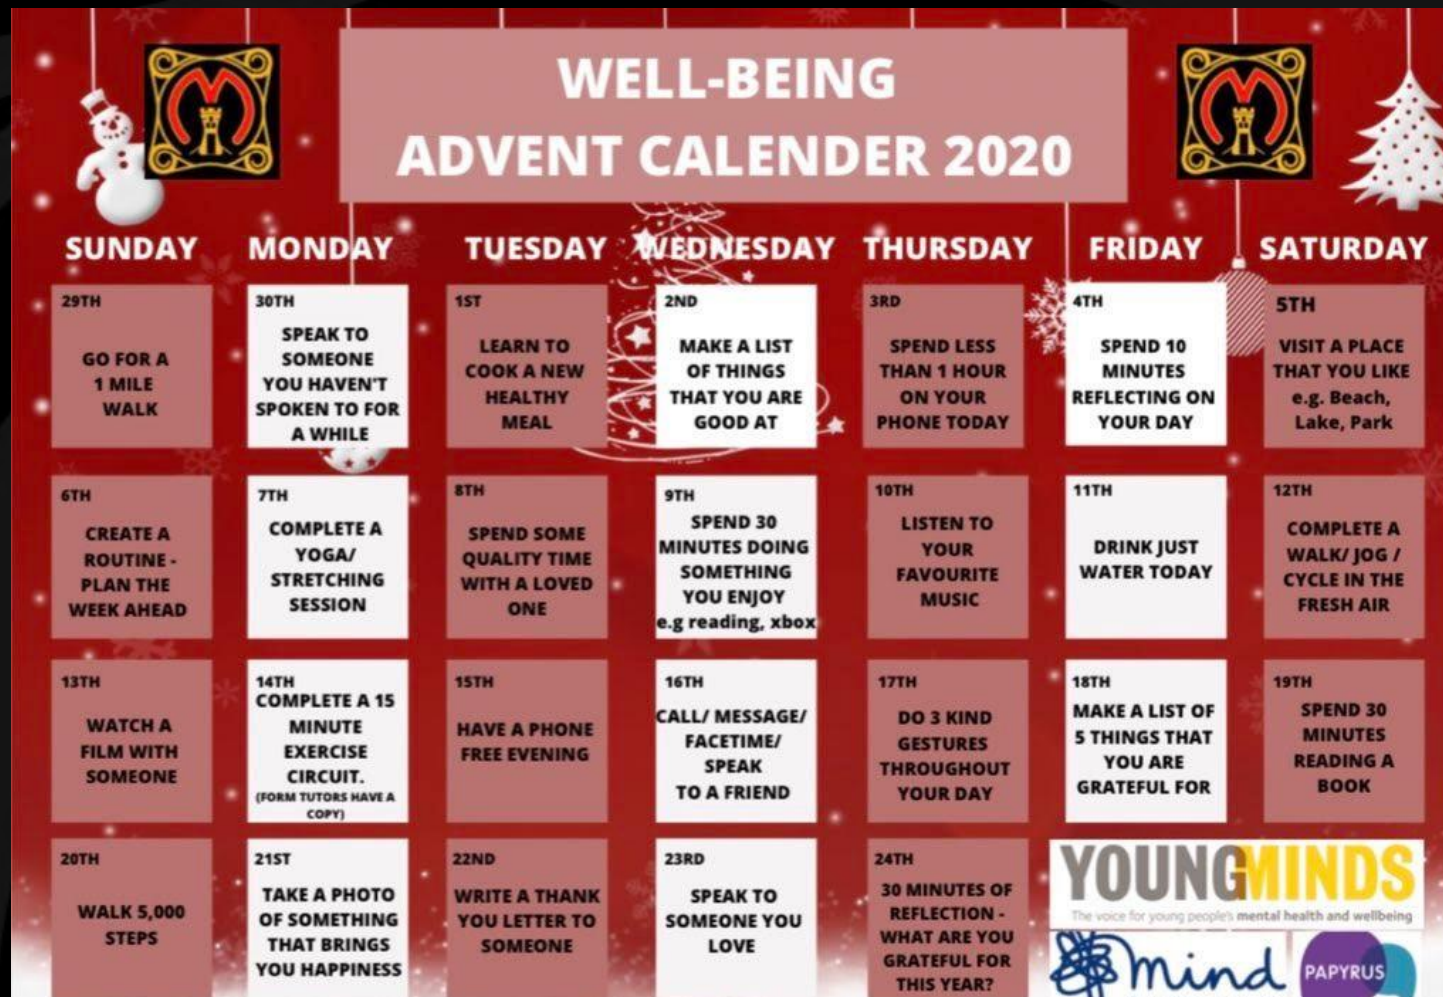 WELL-BEING
ADVENT CALENDER 2020
SUNDAY MONDAY TUESDAY WEDNESDAY THURSDAY FRIDAY SATURDAY
29TH
GO FOR A
1 MILE
WALK
30TH
SPEAK TO
SOMEONE
YOU HAVEN'T
SPOKEN TO FOR
A WHILE
1ST
LEARN TO
COOK A NEW
HEALTHY
MEAL
2ND
MAKE A LIST
OF THINGS
THAT YOU ARE
GOOD AT
3RD
SPEND LESS
THAN 1 HOUR
ON YOUR
PHONE TODAY
4TH
SPEND 10
MINUTES
REFLECTING ON
YOUR DAY
5TH
VISIT A PLACE
THAT YOU LIKE
e.g. Beach,
Lake, Park
6TH
CREATE A
ROUTINE -
PLAN THE
WEEK AHEAD
7TH
COMPLETE A
YOGA/
STRETCHING
SESSION
8TH
SPEND SOME
QUALITY TIME
WITH A LOVED
ONE
9TH
SPEND 30
MINUTES DOING
SOMETHING
YOU ENJOY
e.g reading, xbox
10TH
LISTEN TO
YOUR
FAVOURITE
MUSIC
11TH
DRINK JUST
WATER TODAY
12TH
COMPLETE A
WALK/ JOG /
CYCLE IN THE
FRESH AIR
13TH
WATCH A
FILM WITH
SOMEONE
14TH
COMPLETE A 15
MINUTE
EXERCISE
CIRCUIT.
(FORM TUTORS HAVE A
COPY)
15TH
HAVE A PHONE
FREE EVENING
16TH
CALL/ MESSAGE/
FACETIME/
SPEAK
TO A FRIEND
17TH
DO 3 KIND
GESTURES
THROUGHOUT
YOUR DAY
18TH
MAKE A LIST OF
5 THINGS THAT
YOU ARE
GRATEFUL FOR
19TH
SPEND 30
MINUTES
READING A
BOOK
20TH
WALK 5,000
STEPS
21ST
TAKE A PHOTO
OF SOMETHING
THAT BRINGS
YOU HAPPINESS
22ND
WRITE A THANK
YOU LETTER TO
SOMEONE
23RD
SPEAK TO
SOMEONE YOU
LOVE
24TH
30 MINUTES OF
REFLECTION -
WHAT ARE YOU
GRATEFUL FOR
THIS YEAR?
YOUNGMINDS
The voice for young people's mental health and wellbeing
mind
PAPYRUS